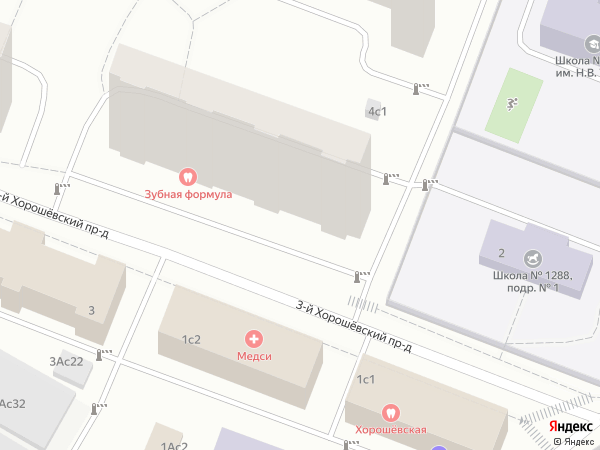 Школа №
им. Н.В.
4с1
Зубная формула
-й Хорошёвский пр-д
2
Школа № 1288,
подр. № 1
3
3-й Хорошёвский пр-д
1с2
Медси
3Ас22
1с1
Ас32
Хорошевская
1Ас2
Яндекс
© Яндекс